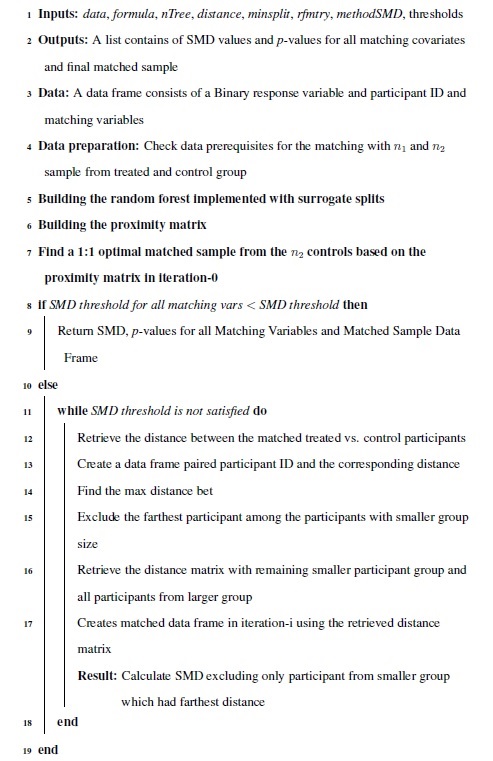 1 Inputs: data, formula, nTree, distance, minsplit, rfmtry, methodSMD, thresholds
2 Outputs: A list contains of SMD values and p-values for all matching covariates
and final matched sample
3 Data: A data frame consists of a Binary response variable and participant ID and
matching variables
4 Data preparation: Check data prerequisites for the matching with n₁ and n₂
sample from treated and control group
5 Building the random forest implemented with surrogate splits
6 Building the proximity matrix
7 Find a 1:1 optimal matched sample from the n₂ controls based on the
proximity matrix in iteration-0
8 if SMD threshold for all matching vars < SMD threshold then
9 Return SMD, p-values for all Matching Variables and Matched Sample Data
Frame
10 else
11 while SMD threshold is not satisfied do
12 Retrieve the distance between the matched treated vs. control participants
13 Create a data frame paired participant ID and the corresponding distance
14 Find the max distance bet
15 Exclude the farthest participant among the participants with smaller group
size
16 Retrieve the distance matrix with remaining smaller participant group and
all participants from larger group
17 Creates matched data frame in iteration-i using the retrieved distance
matrix
Result: Calculate SMD excluding only participant from smaller group
which had farthest distance
18 end
19 end